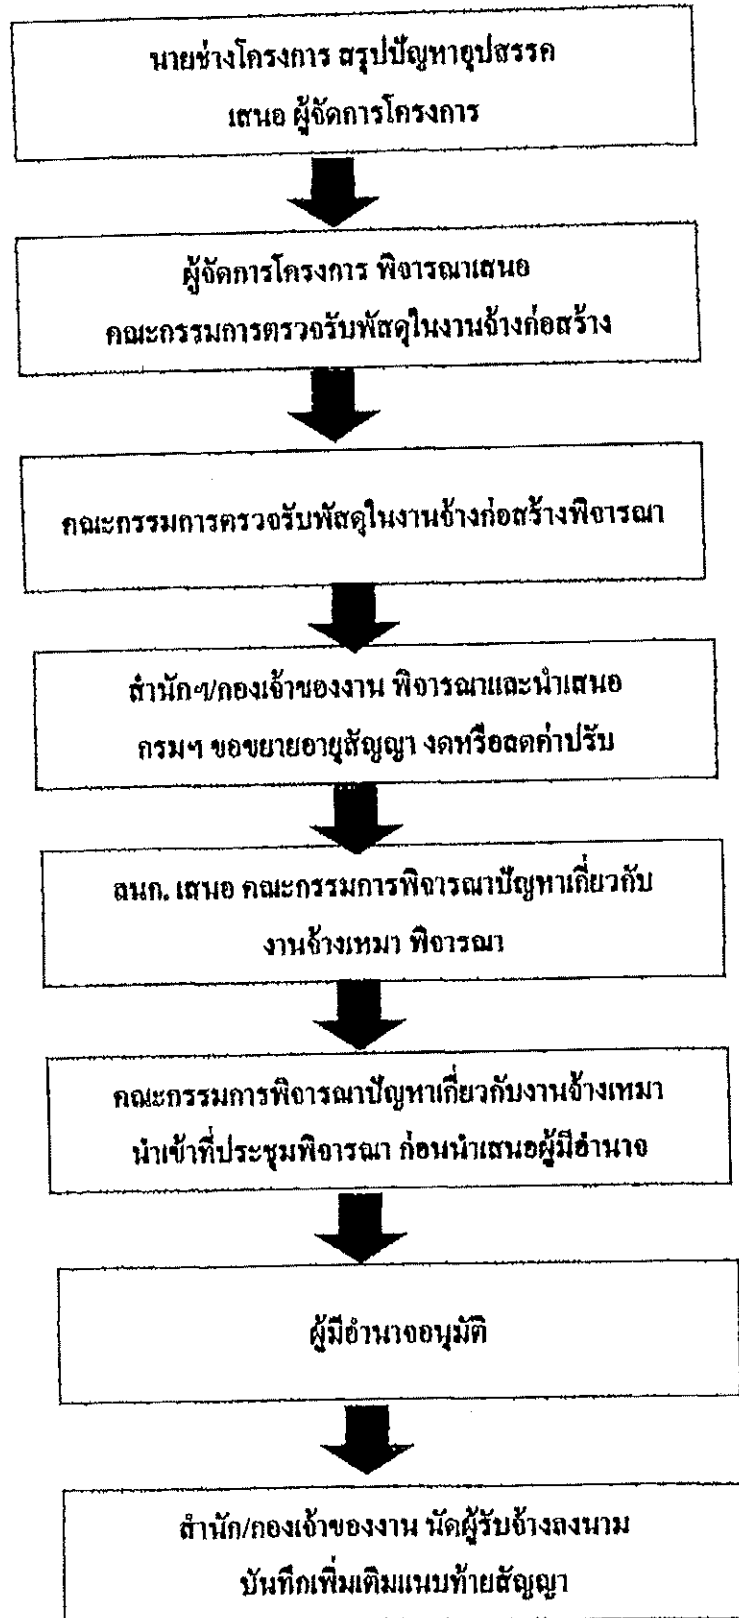 นายช่างโครงการ สรุปปัญหาอุปสรรค
เสนอ ผู้จัดการโครงการ
ผู้จัดการโครงการ พิจารณาเสนอ
คณะกรรมการตรวจรับพัสดุในงานจ้างก่อสร้าง
คณะกรรมการตรวจรับพัสดุในงานจ้างก่อสร้างพิจารณา
สำนักฯ/กองเจ้าของงาน พิจารณาและนำเสนอ
กรมฯ ขอขยายอายุสัญญา งดหรือลดค่าปรับ
สนก. เสนอ คณะกรรมการพิจารณาปัญหาเกี่ยวกับ
งานจ้างเหมา พิจารณา
คณะกรรมการพิจารณาปัญหาเกี่ยวกับงานจ้างเหมา
นำเข้าที่ประชุมพิจารณา ก่อนนำเสนอผู้มีอำนาจ
ผู้มีอำนาจอนุมัติ
สำนัก/กองเจ้าของงาน นัดผู้รับจ้างลงนาม
บันทึกเพิ่มเติมแนบท้ายสัญญา